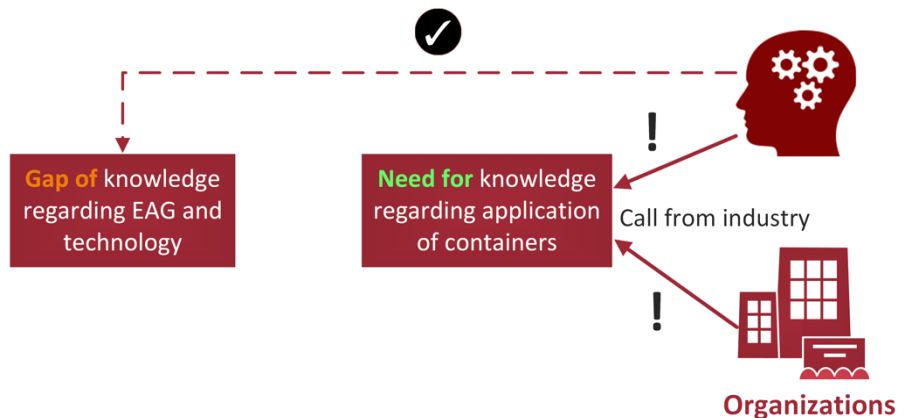 Gap of knowledge
regarding EAG and
technology
Need for knowledge
regarding application
of containers
!
Call from industry
!
Organizations